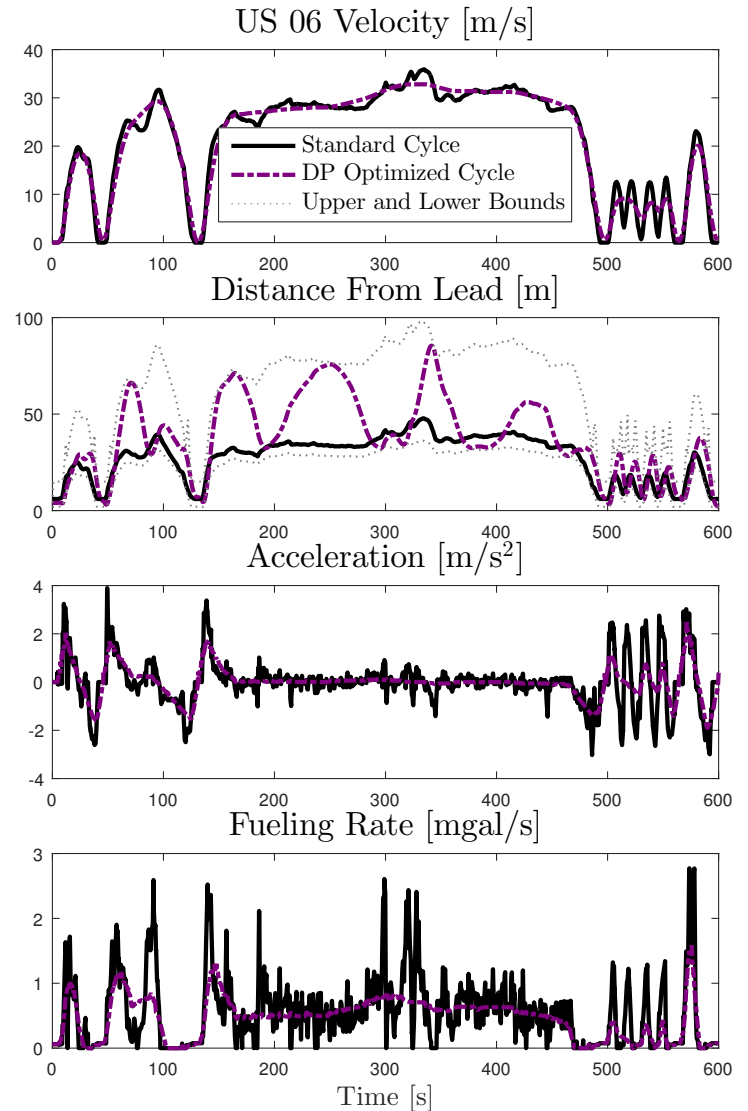 US 06 Velocity [m/s]
40
30
20
10
0
Standard Cylce
DP Optimized Cycle
Upper and Lower Bounds
0 100 200 300 400 500 600
Distance From Lead [m]
100
50
0
0 100 200 300 400 500 600
Acceleration [m/s²]
4
2
0
-2
-4
0 100 200 300 400 500 600
Fueling Rate [mgal/s]
3
2
1
0
0 100 200 300 400 500 600
Time [s]